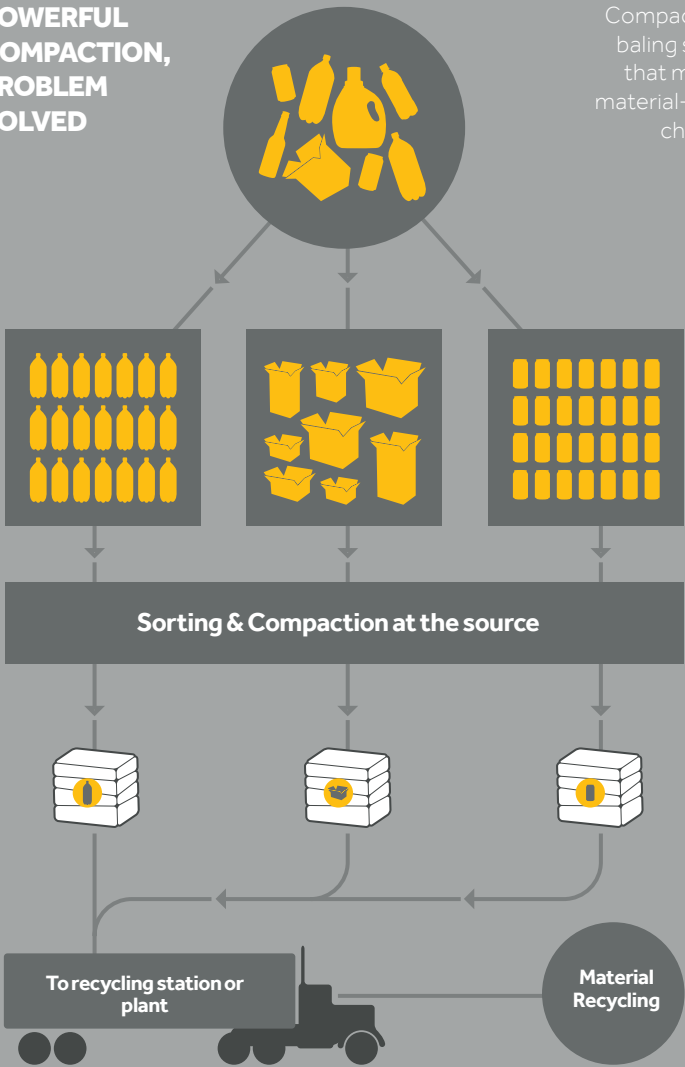 OWERFUL
OMPACTION,
ROBLEM
OLVED
Compac
baling s
that m
material-
ch
Sorting & Compaction at the source
To recycling station or
plant
Material
Recycling